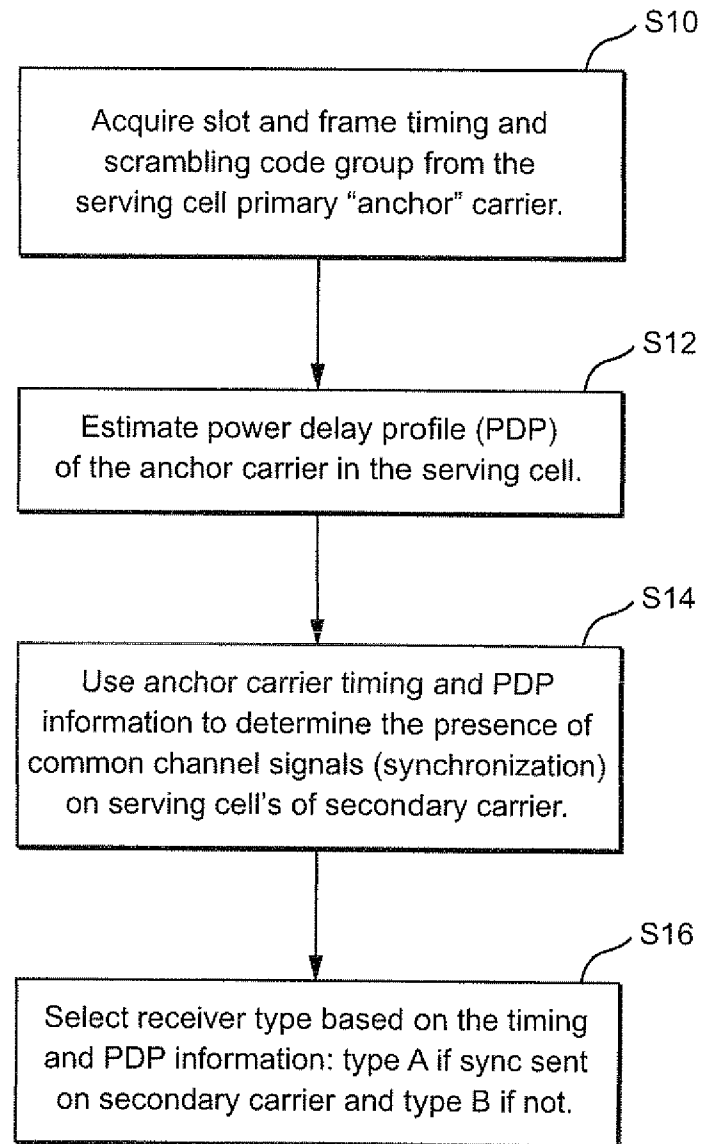 S10
Acquire slot and frame timing and
scrambling code group from the
serving cell primary “anchor” carrier.
S12
Estimate power delay profile (PDP)
of the anchor carrier in the serving cell.
S14
Use anchor carrier timing and PDP
information to determine the presence of
common channel signals (synchronization)
on serving cell's of secondary carrier.
S16
Select receiver type based on the timing
and PDP information: type A if sync sent
on secondary carrier and type B if not.